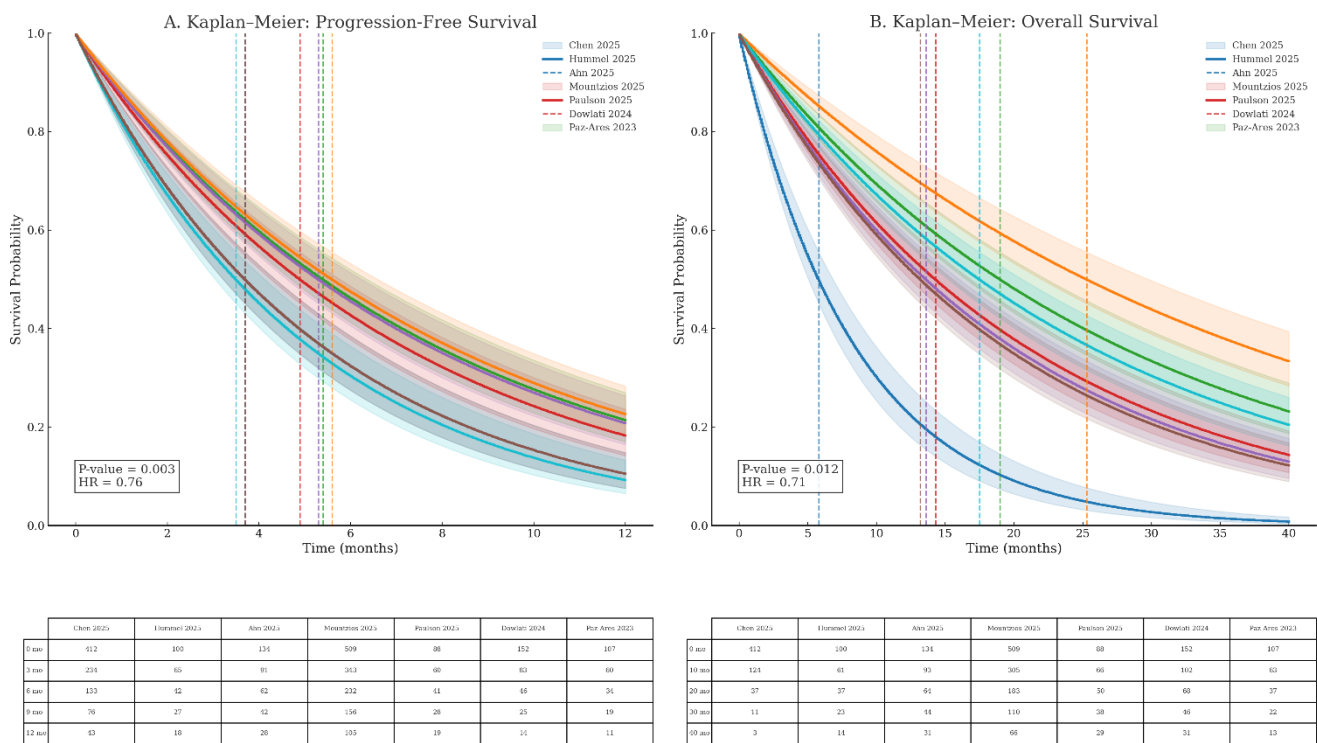 A. Kaplan–Meier: Progression-Free Survival
1.0
0.8
0.6
0.4
0.2
0.0
Survival Probability
Chen 2025
Hummel 2025
Ahn 2025
Mountzios 2025
Paulson 2025
Dowlati 2024
Paz-Ares 2023
P-value = 0.003
HR = 0.76
0 2 4 6 8 10 12
Time (months)
B. Kaplan–Meier: Overall Survival
1.0
0.8
0.6
0.4
0.2
0.0
Survival Probability
Chen 2025
Hummel 2025
Ahn 2025
Mountzios 2025
Paulson 2025
Dowlati 2024
Paz-Ares 2023
P-value = 0.012
HR = 0.71
0 5 10 15 20 25 30 35 40
Time (months)
Chen 2025 Hummel 2025 Ahn 2025 Mountzios 2025 Paulson 2025 Dowlati 2024 Paz Ares 2023
0 mo 412 100 134 509 88 152 107
3 mo 234 65 91 343 60 83 60
6 mo 133 42 62 232 41 46 34
9 mo 76 27 42 156 28 25 19
12 mo 43 18 28 105 19 14 11
Chen 2025 Hummel 2025 Ahn 2025 Mountzios 2025 Paulson 2025 Dowlati 2024 Paz Ares 2023
0 mo 412 100 134 509 88 152 107
10 mo 124 61 93 305 66 102 63
20 mo 37 37 64 183 50 68 37
30 mo 11 23 44 110 38 46 22
40 mo 3 14 31 66 29 31 13